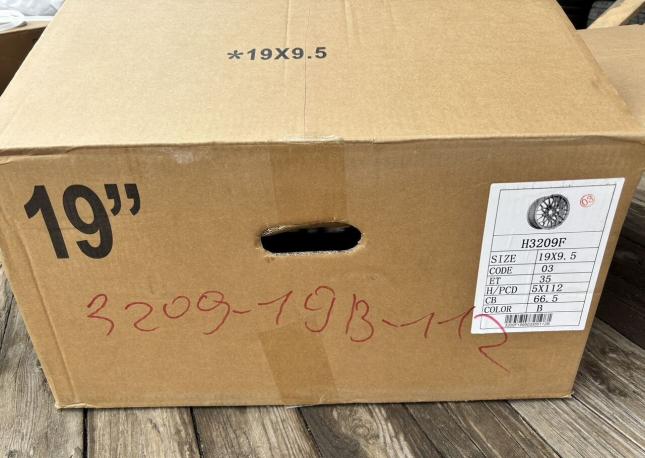 *19X9.5
19”
H3209F
SIZE 19X9.5
CODE 03
ET 35
H/PCD 5X112
CB 66.5
COLOR B
3209-19B-112